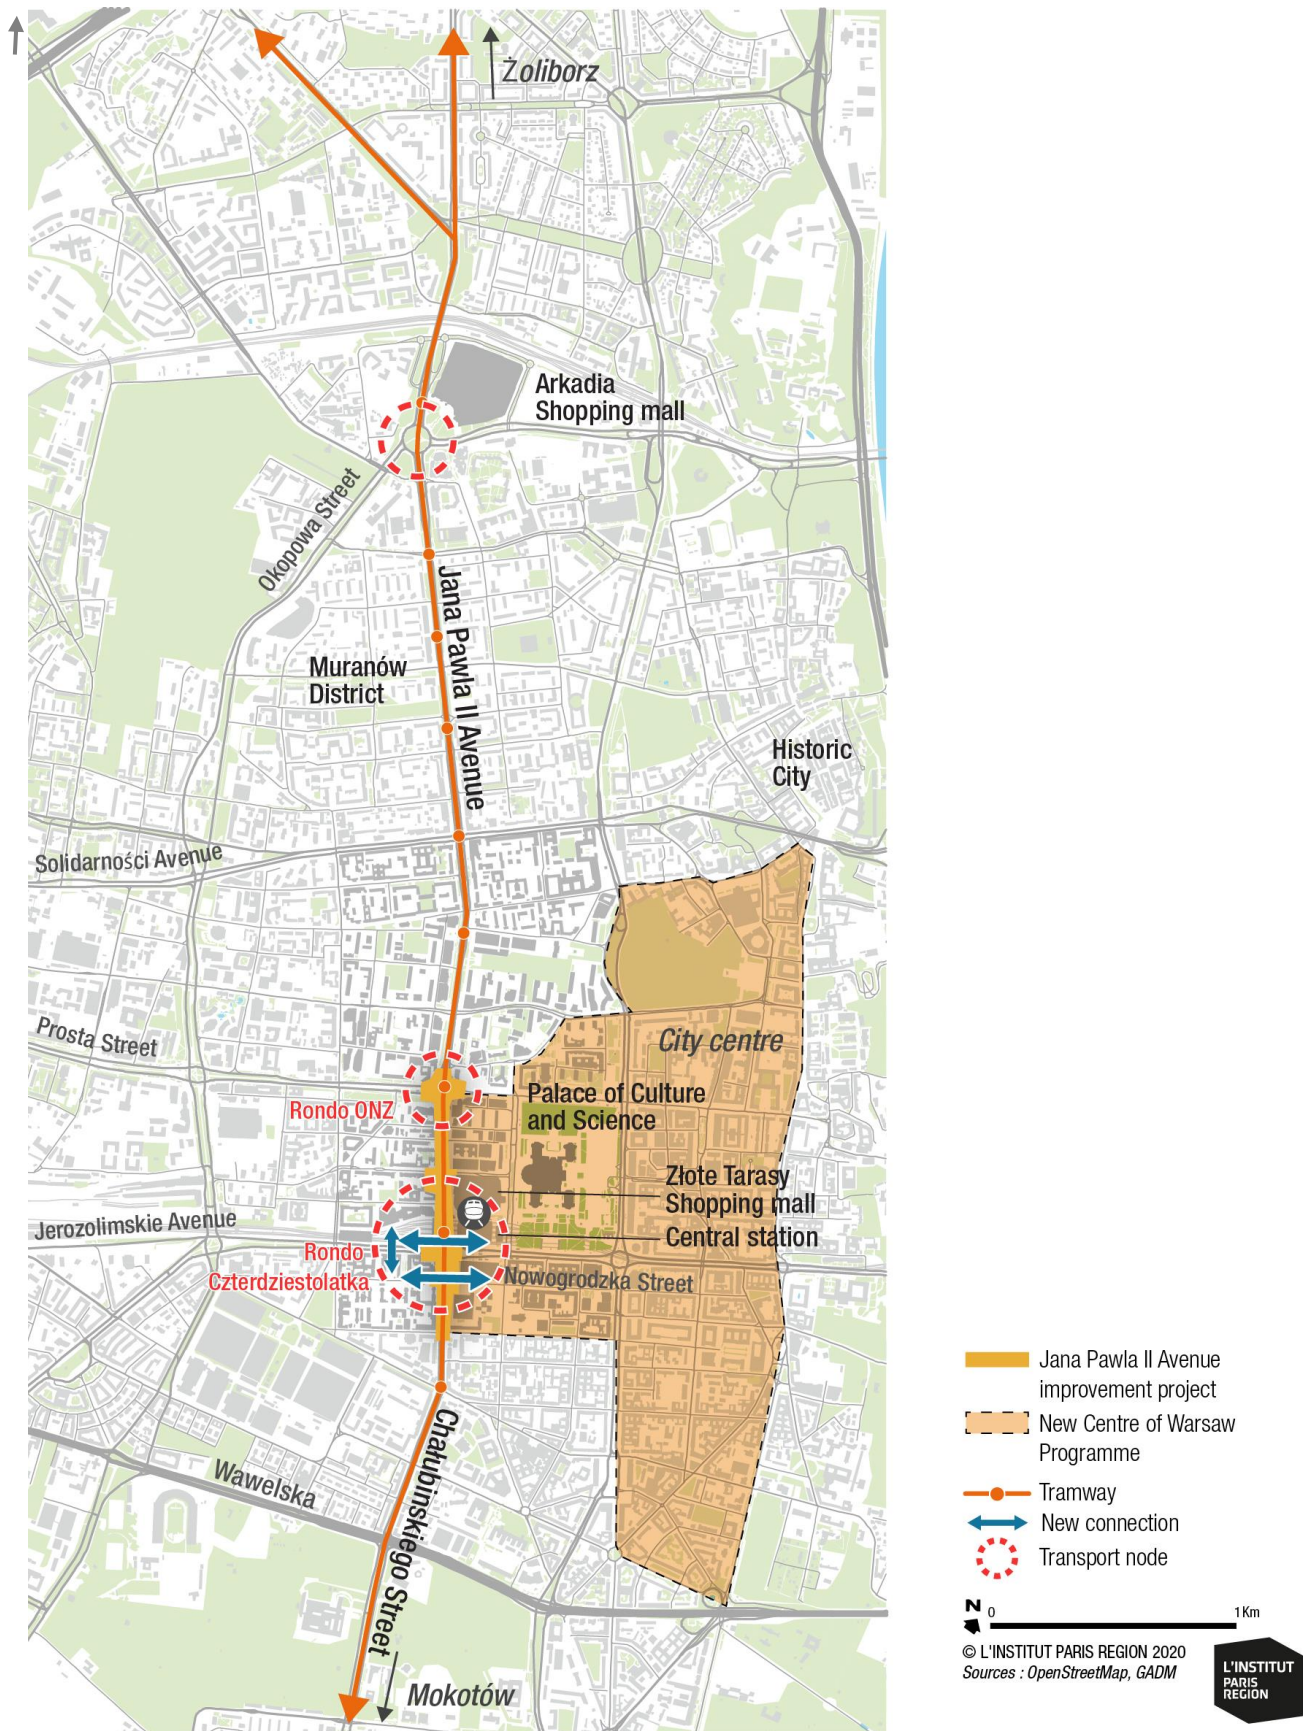 Żoliborz
Arkadia
Shopping mall
Okopowa Street
Jana Pawla II Avenue
Muranów
District
Historic
City
Solidarności Avenue
City centre
Prosta Street
Palace of Culture
and Science
Rondo ONZ
Złote Tarasy
Shopping mall
Jerozolimskie Avenue
Central station
Rondo
Czterdziestolatka
Nowogrodzka Street
Chałubinskiego Street
Wawelska
Mokotów
Jana Pawla II Avenue
improvement project
New Centre of Warsaw
Programme
Tramway
New connection
Transport node
N
0 1 Km
© L'INSTITUT PARIS REGION 2020
Sources : OpenStreetMap, GADM
L'INSTITUT
PARIS
REGION